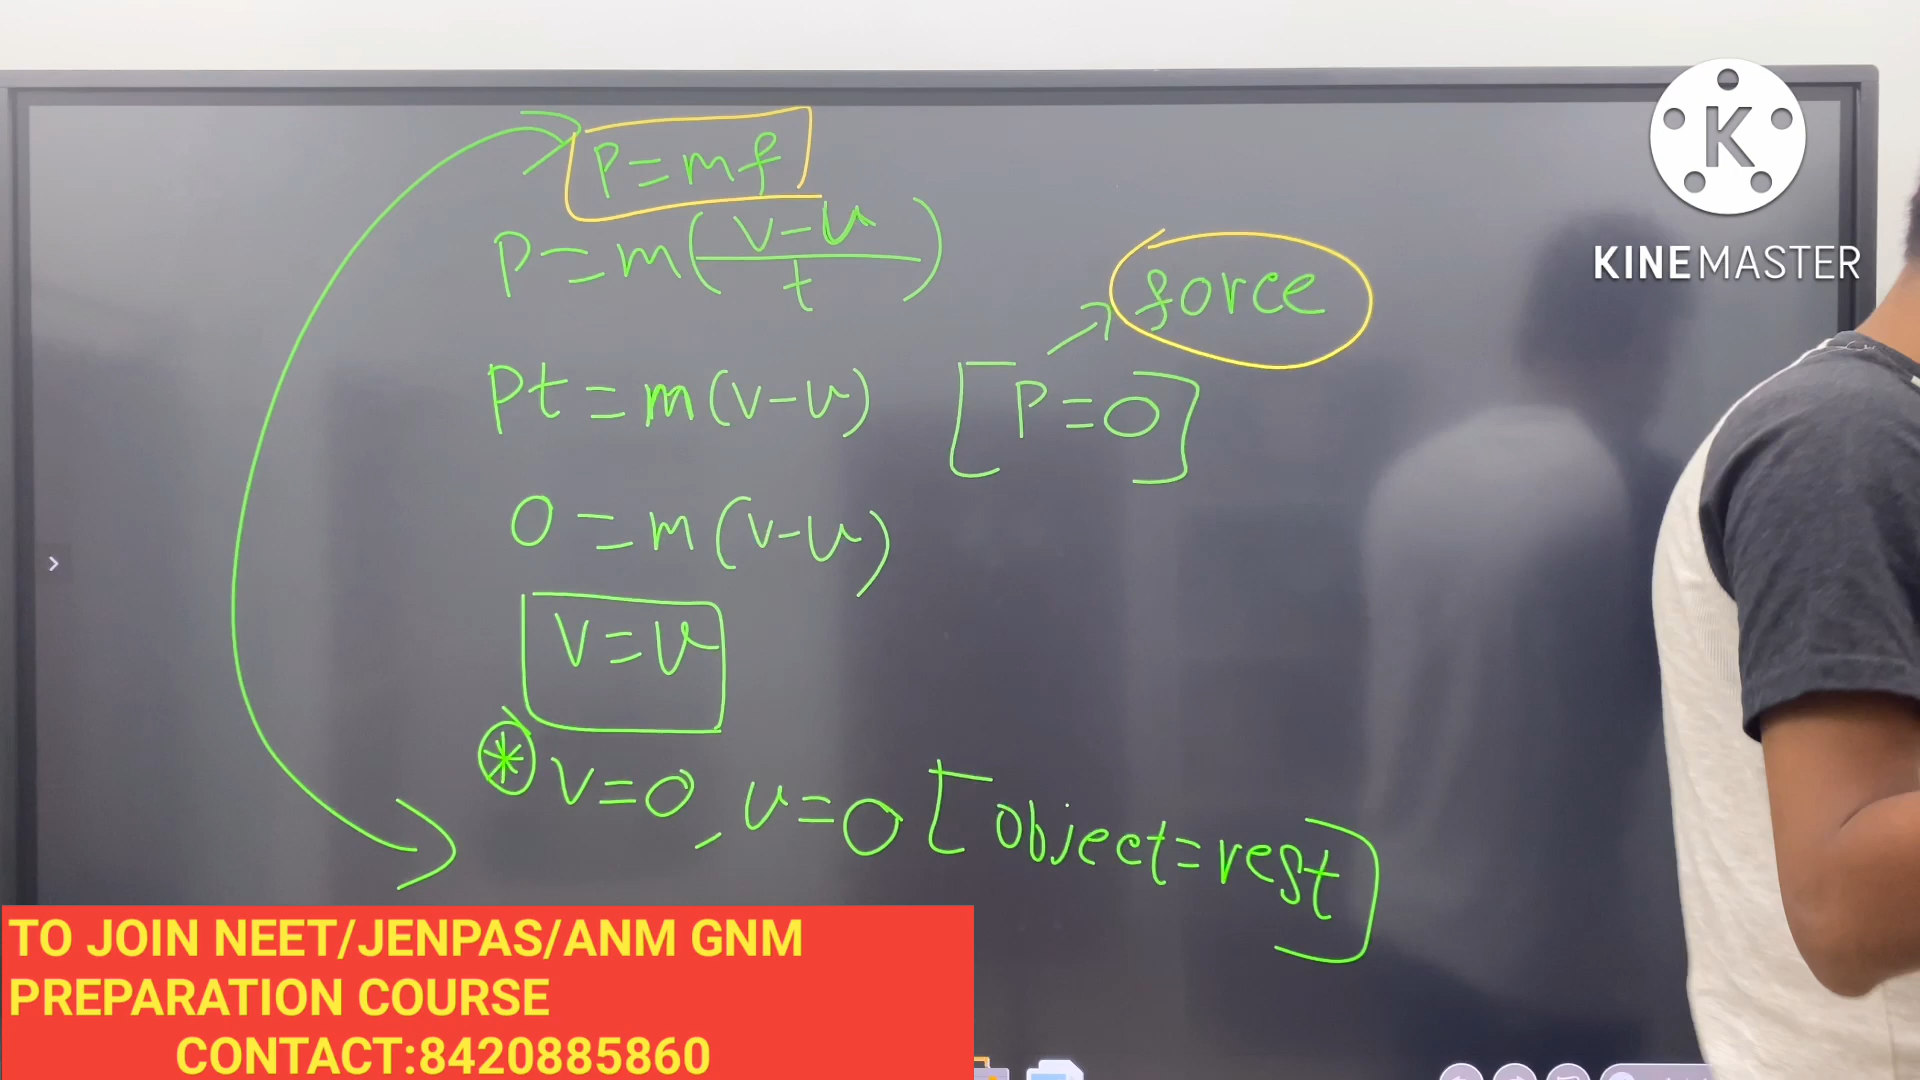 P=mf
P=m(v-u/t)
force
Pt=m(v-u) [P=0]
0=m(v-u)
v=u
* v=0, u=0 [object=rest]
K
KINEMASTER
TO JOIN NEET/JENPAS/ANM GNM
PREPARATION COURSE
CONTACT:8420885860